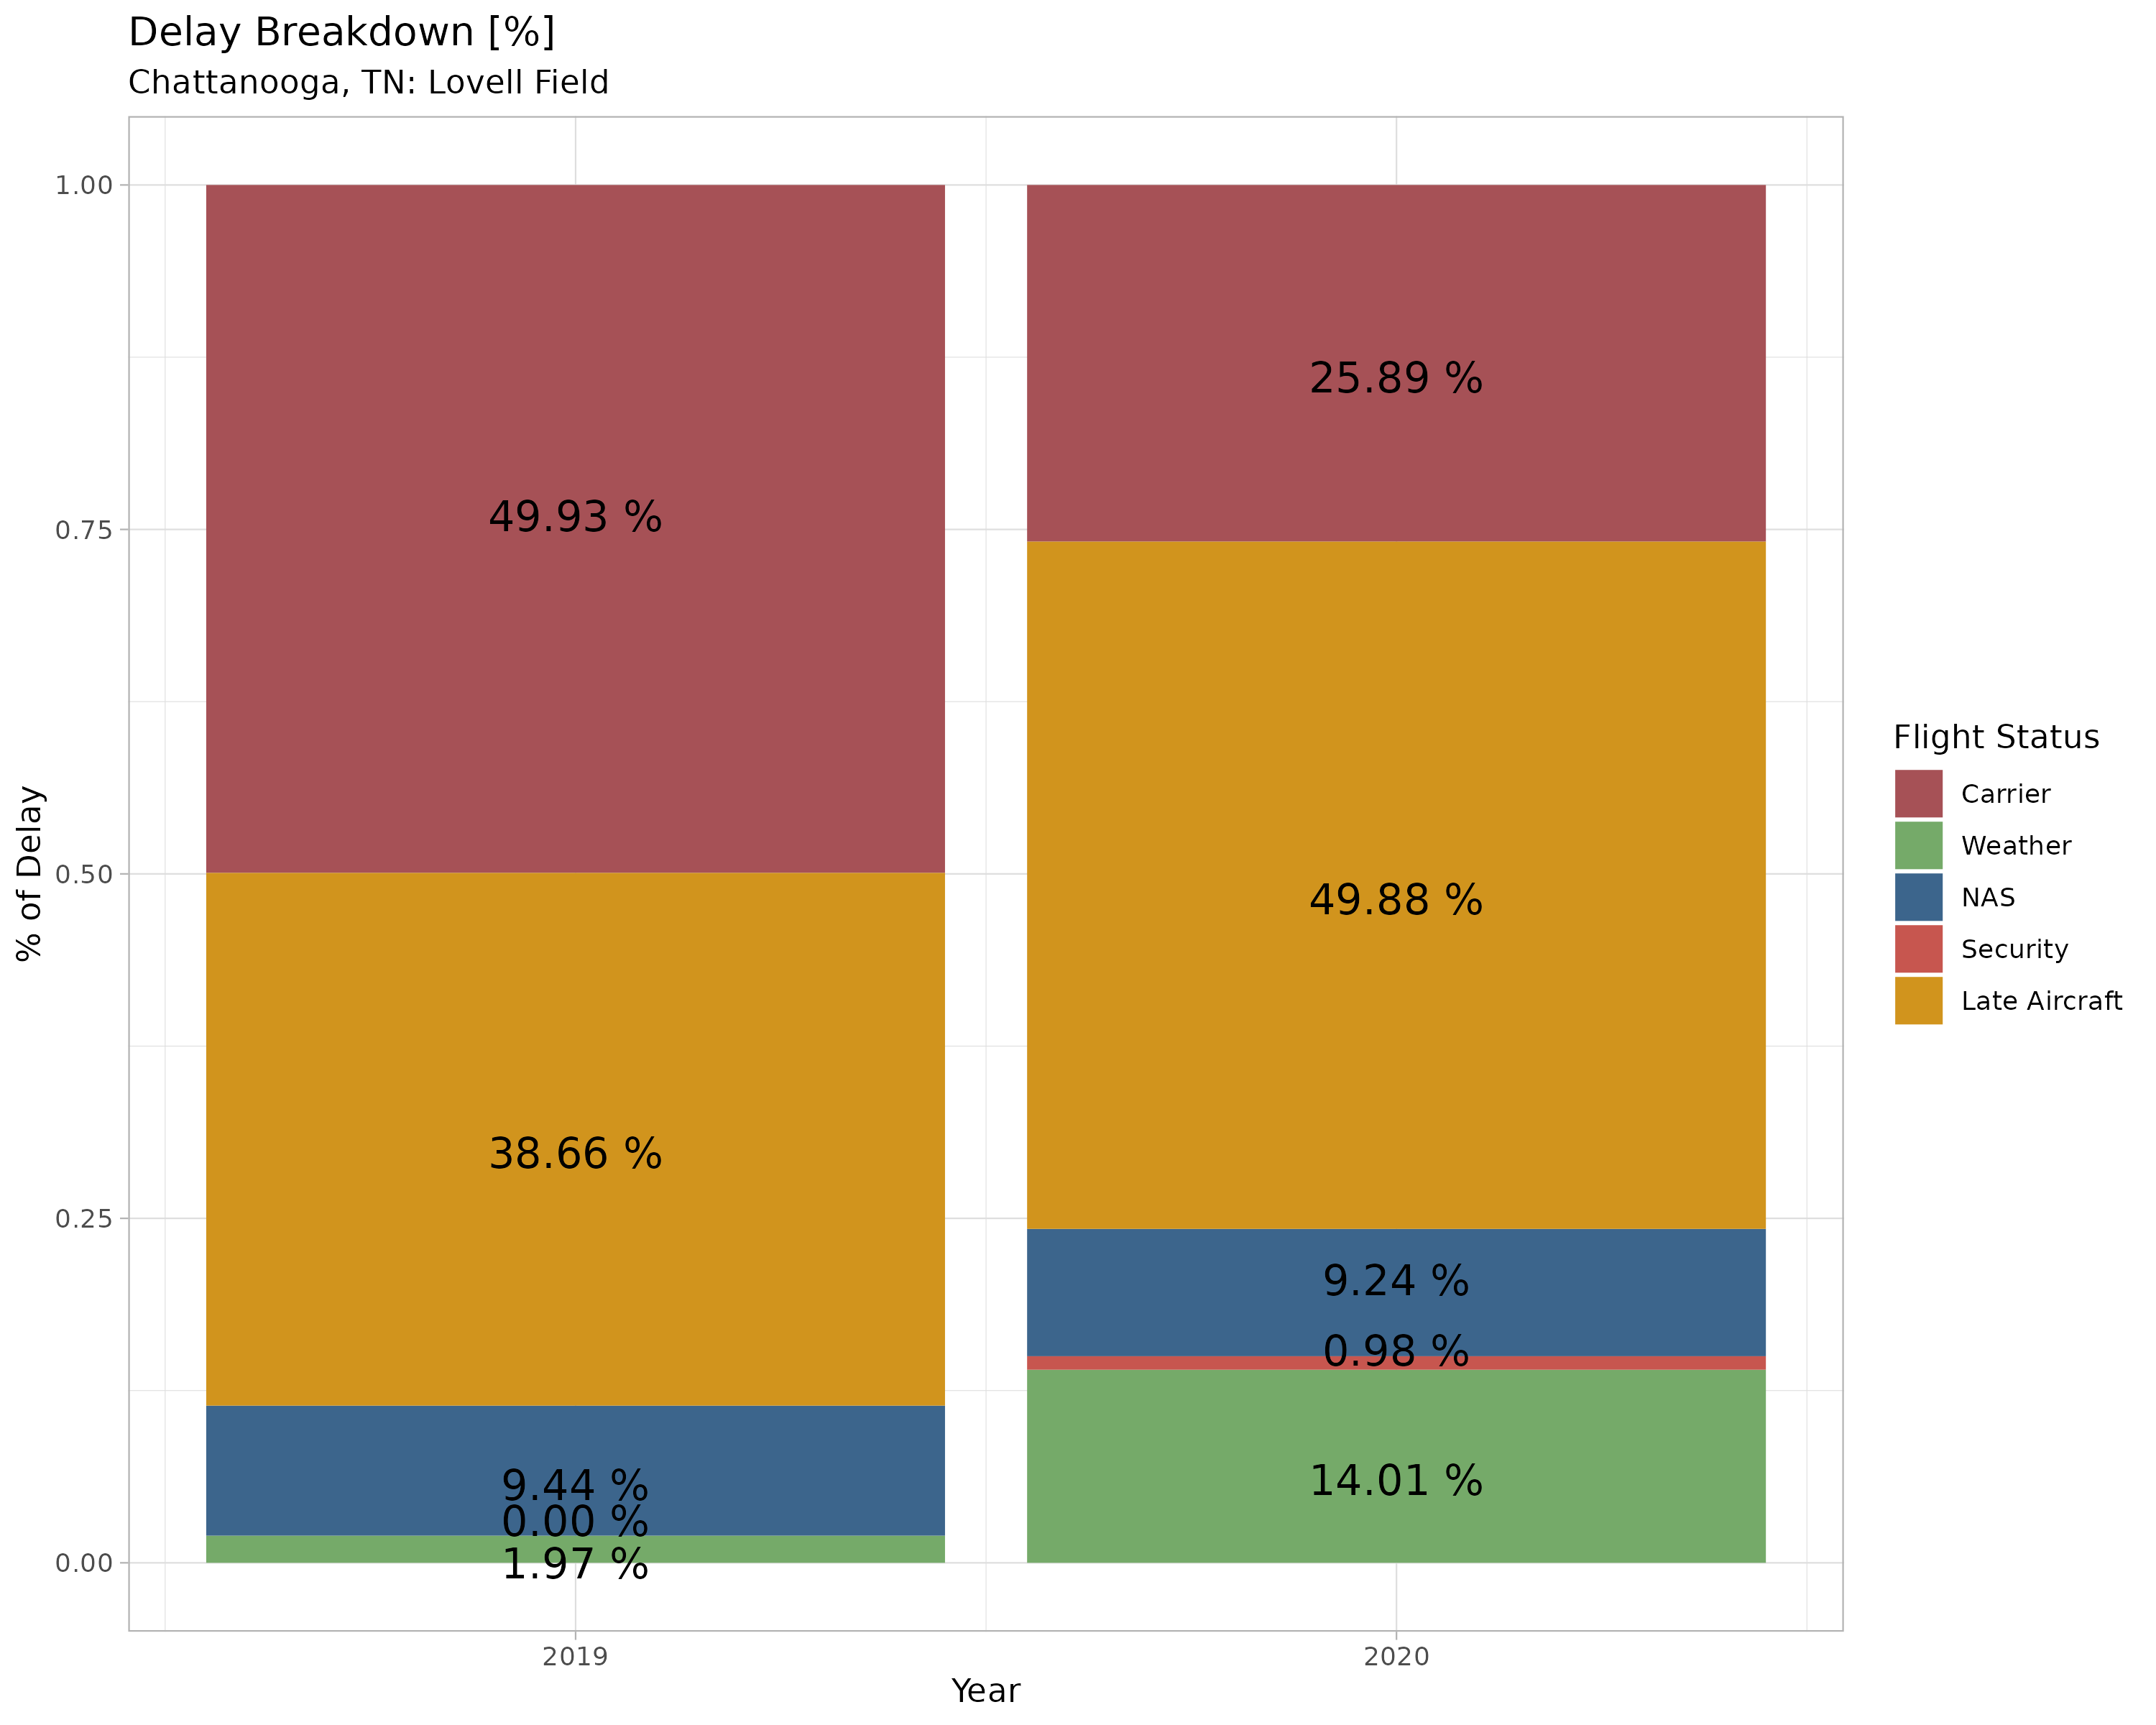 Delay Breakdown [%]
Chattanooga, TN: Lovell Field
1.00
0.75
0.50
0.25
0.00
% of Delay
49.93 %
38.66 %
9.44 %
0.00 %
1.97 %
25.89 %
49.88 %
9.24 %
0.98 %
14.01 %
2019
2020
Year
Flight Status
Carrier
Weather
NAS
Security
Late Aircraft